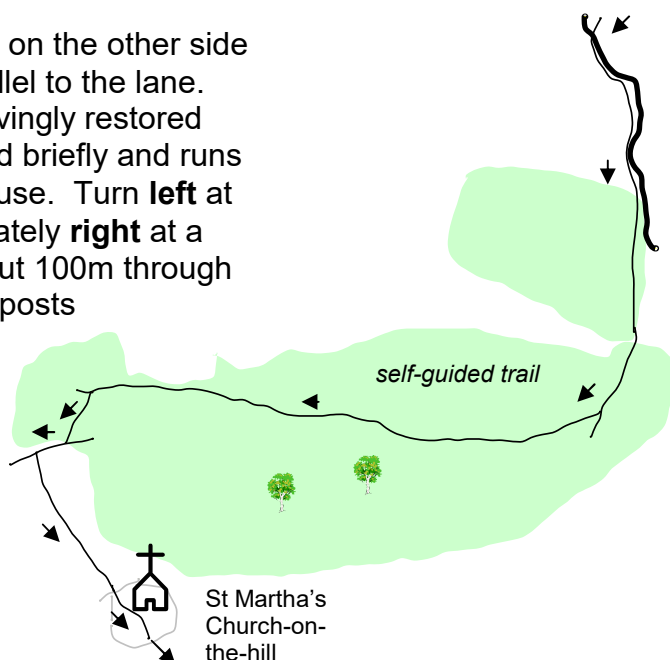 on the other side
llel to the lane.
vingly restored
d briefly and runs
use. Turn left at
ately right at a
ut 100m through
posts
self-guided trail
St Martha's
Church-on-
the-hill